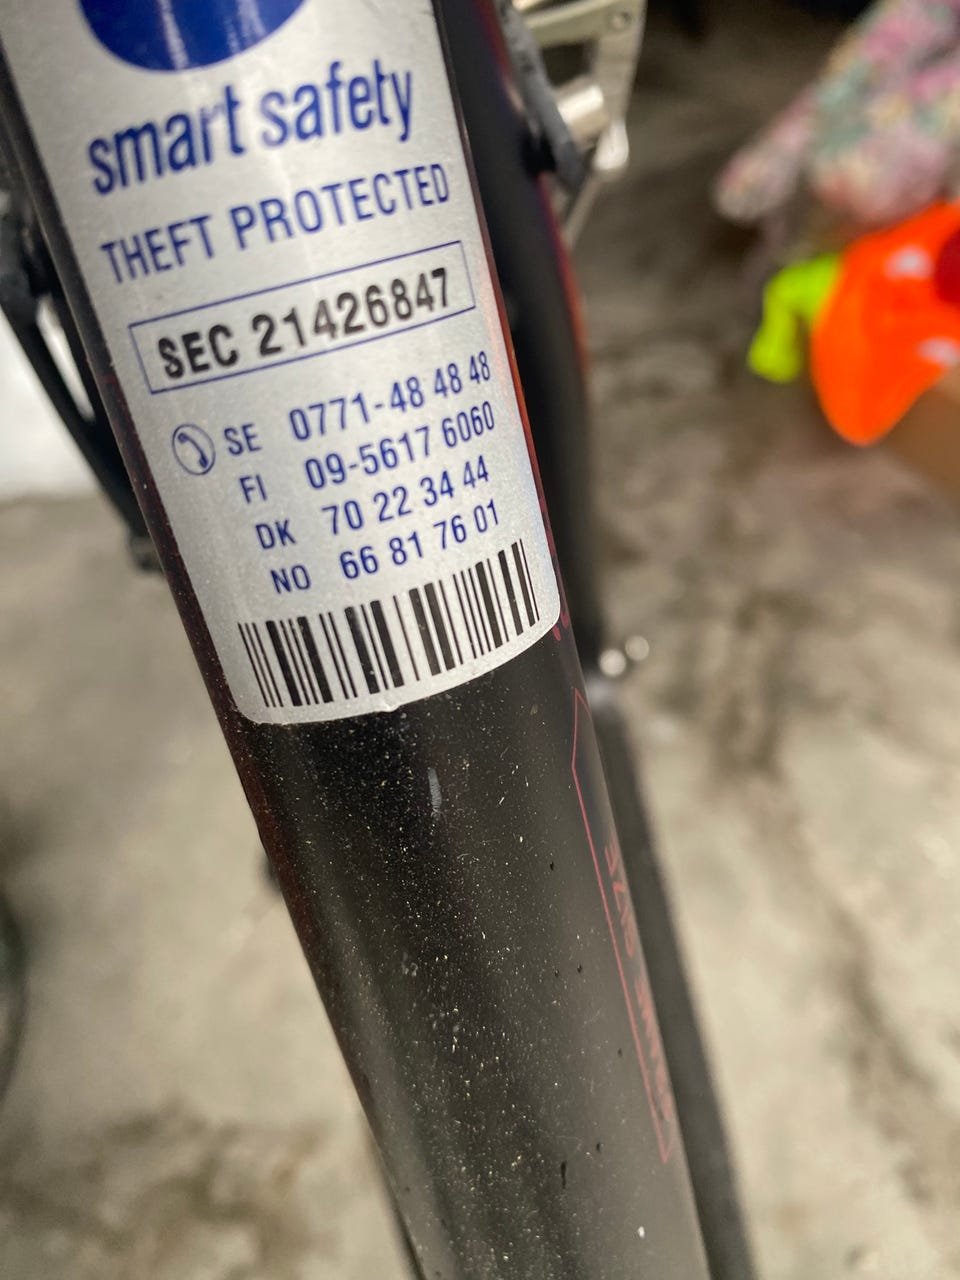 smart safety
THEFT PROTECTED
SEC 21426847
SE 0771-48 48 48
FI 09-5617 6060
DK 70 22 34 44
NO 66 81 76 01